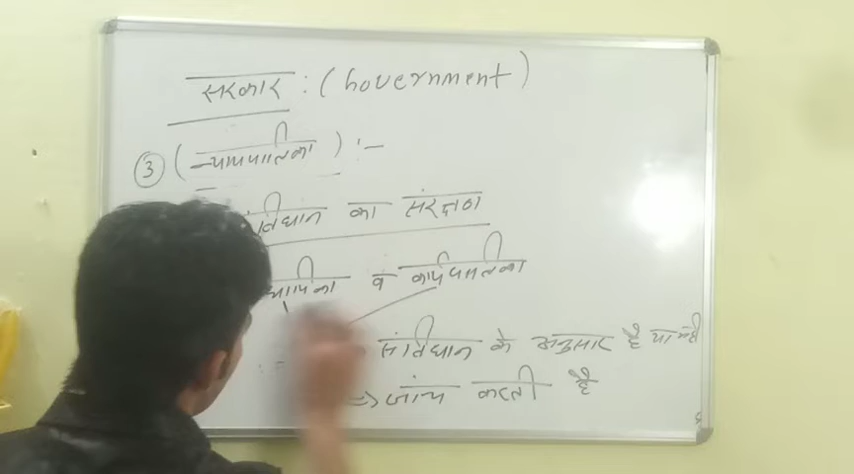 सरकार : (Government)
③ (न्यायपालिका) :-
संविधान का संरक्षण
व कार्यपालिका
संविधान के अनुसार है या नही
=> जांच करती है